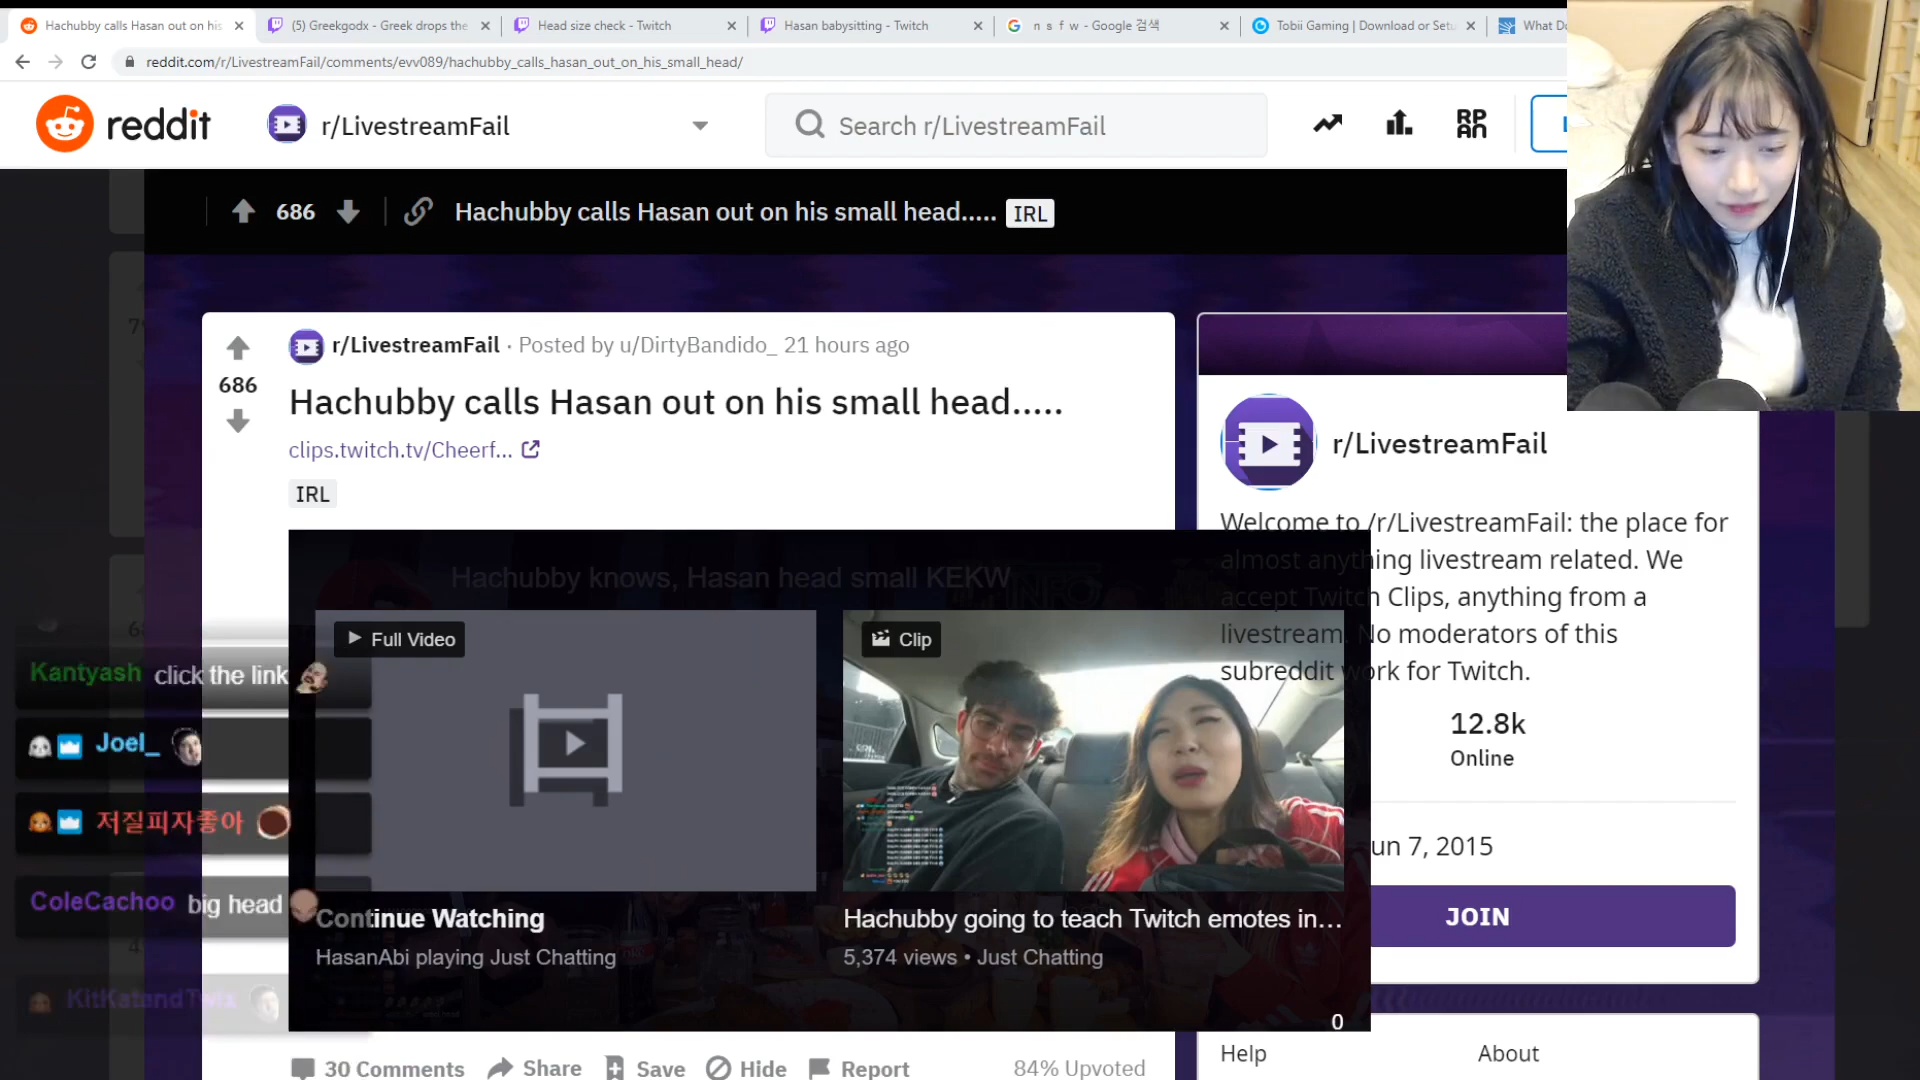 Hachubby calls Hasan out on his
(5) Greekgodx - Greek drops the
Head size check - Twitch
Hasan babysitting - Twitch
n s f w - Google 검색
Tobii Gaming | Download or Setu
What Do
reddit.com/r/LivestreamFail/comments/evv089/hachubby_calls_hasan_out_on_his_small_head/
reddit
r/LivestreamFail
Search r/LivestreamFail
RPAN
686
Hachubby calls Hasan out on his small head.....
IRL
r/LivestreamFail · Posted by u/DirtyBandido_ 21 hours ago
686
Hachubby calls Hasan out on his small head.....
clips.twitch.tv/Cheerf...
IRL
Hachubby knows, Hasan head small KEKW
Full Video
Clip
Continue Watching
HasanAbi playing Just Chatting
Hachubby going to teach Twitch emotes in...
5,374 views • Just Chatting
0
30 Comments
Share
Save
Hide
Report
84% Upvoted
Kantyash click the link
Joel_
저질피자좋아
ColeCachoo big head
KitKatandTwix
r/LivestreamFail
Welcome to /r/LivestreamFail: the place for
almost anything livestream related. We
accept Twitch Clips, anything from a
livestream. No moderators of this
subreddit work for Twitch.
12.8k
Online
un 7, 2015
JOIN
Help
About